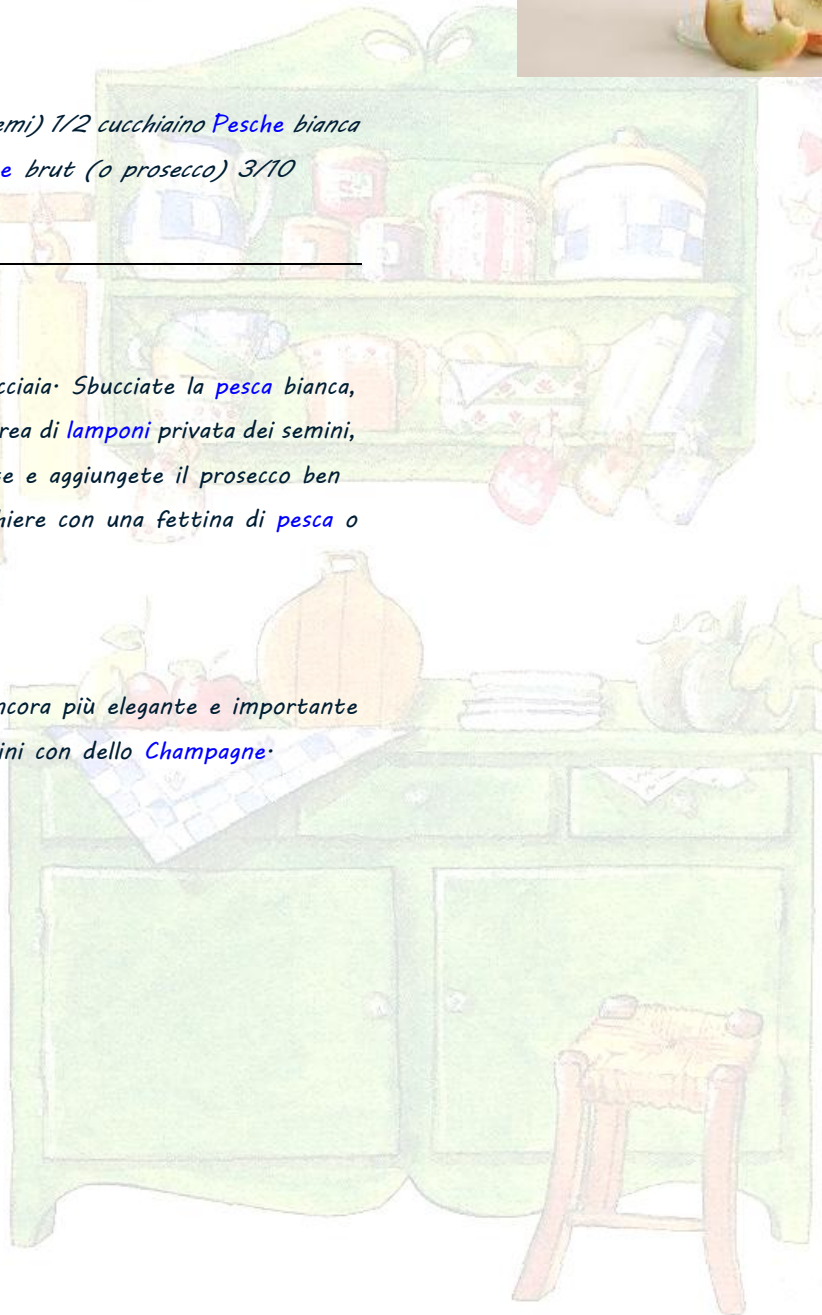 emi) 1/2 cucchiaino Pesche bianca
e brut (o prosecco) 3/10
cciaia. Sbucciate la pesca bianca,
rea di lamponi privata dei semini,
e e aggiungete il prosecco ben
hiere con una fettina di pesca o
ncora più elegante e importante
ini con dello Champagne.